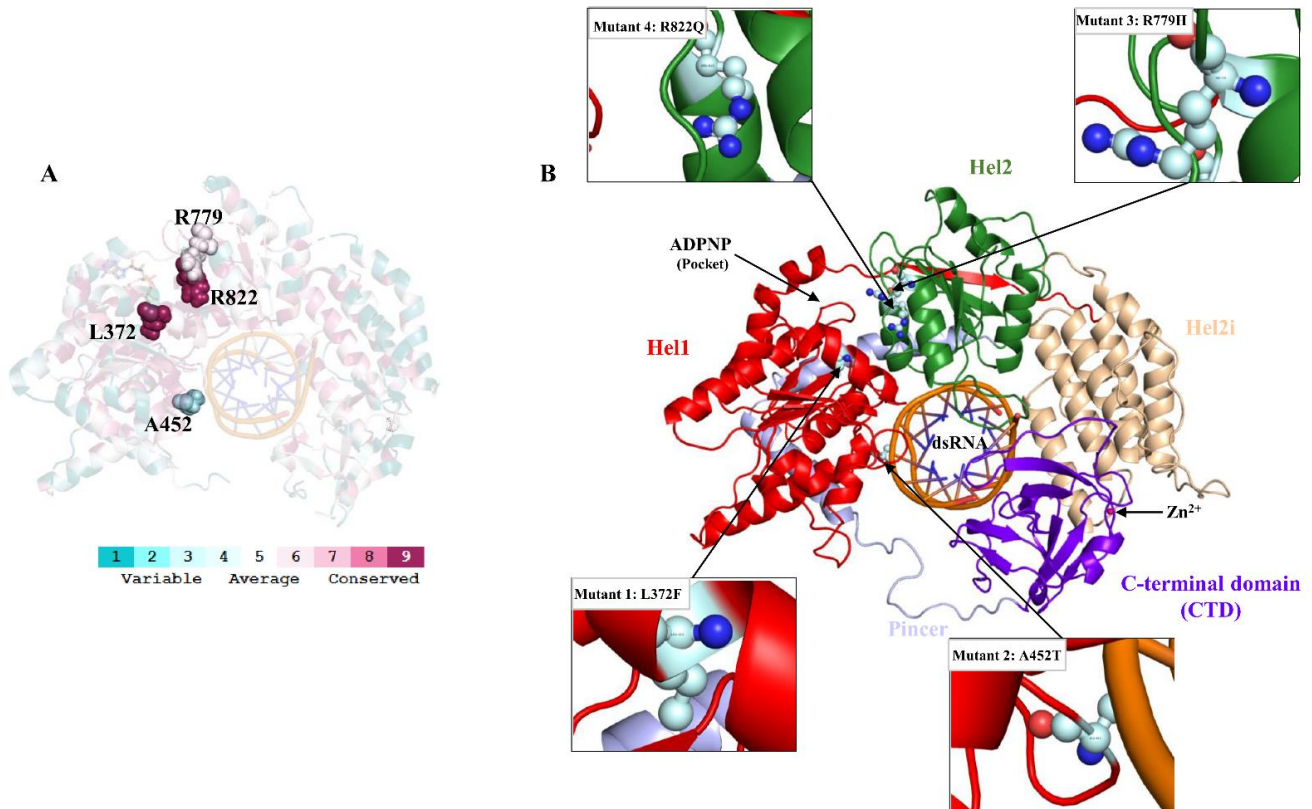 A
R779
R822
L372
A452
1 2 3 4 5 6 7 8 9
Variable Average Conserved
B
Mutant 4: R822Q
Mutant 3: R779H
Hel2
ADPNP
(Pocket)
Hel1
Hel2i
dsRNA
Zn²⁺
C-terminal domain
(CTD)
Pincer
Mutant 1: L372F
Mutant 2: A452T